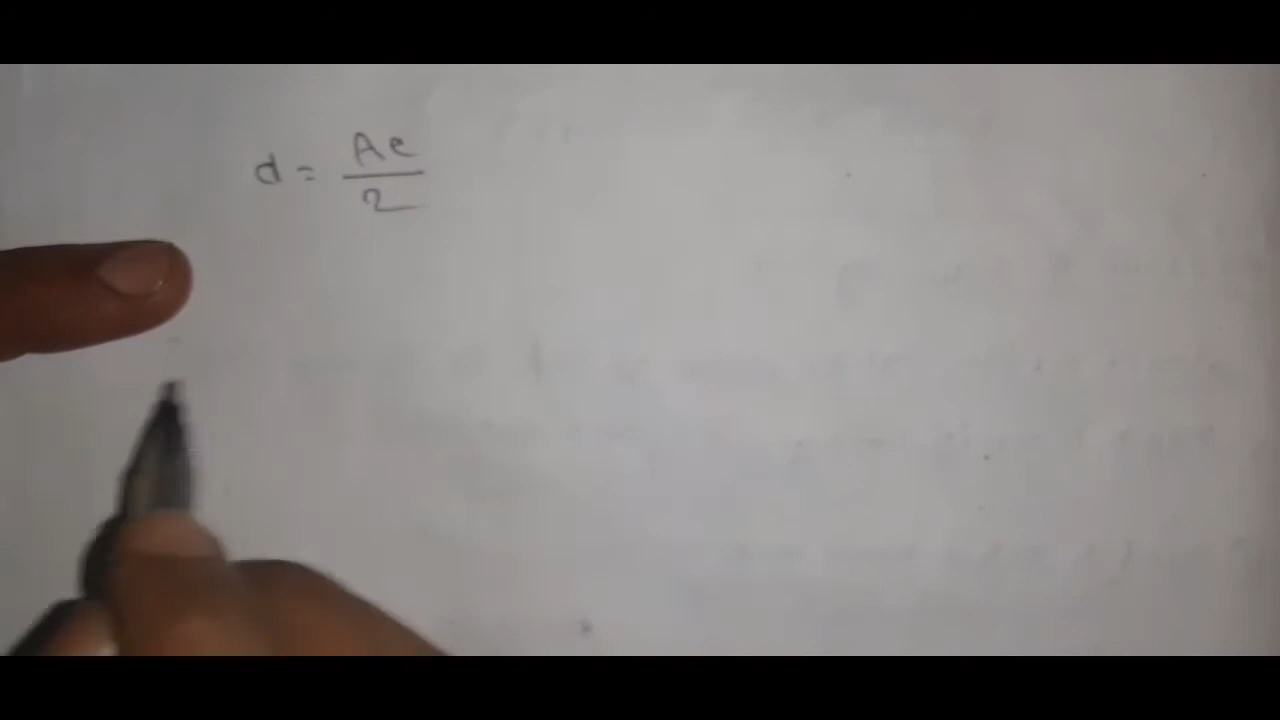 d = Ae/2